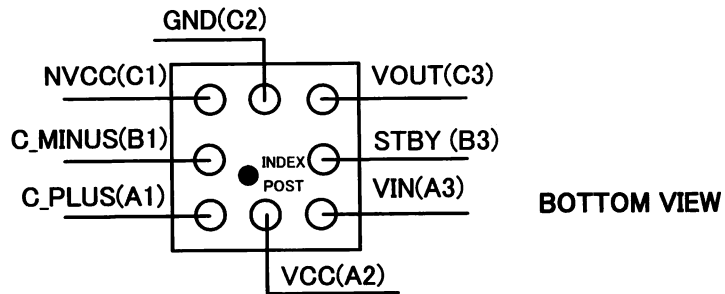 GND(C2)
NVCC(C1)
VOUT(C3)
C_MINUS(B1)
STBY (B3)
INDEX
POST
C_PLUS(A1)
VIN(A3)
BOTTOM VIEW
VCC(A2)